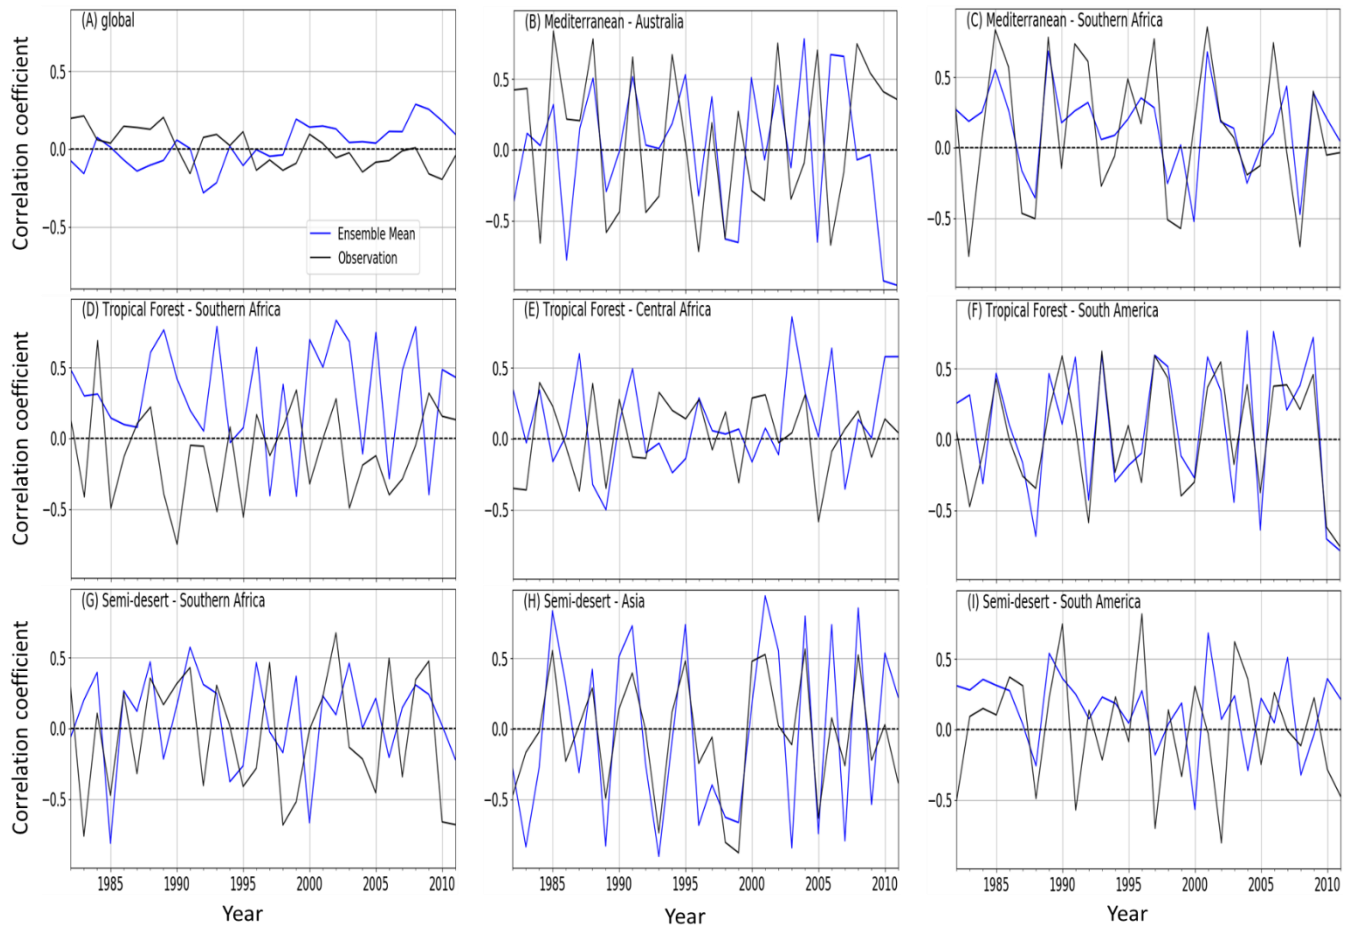 (A) global
(B) Mediterranean - Australia
(C) Mediterranean - Southern Africa
Correlation coefficient
0.5
0.0
−0.5
0.5
0.0
−0.5
0.5
0.0
−0.5
Ensemble Mean
Observation
(D) Tropical Forest - Southern Africa
(E) Tropical Forest - Central Africa
(F) Tropical Forest - South America
Correlation coefficient
0.5
0.0
−0.5
0.5
0.0
−0.5
0.5
0.0
−0.5
(G) Semi-desert - Southern Africa
(H) Semi-desert - Asia
(I) Semi-desert - South America
Correlation coefficient
0.5
0.0
−0.5
0.5
0.0
−0.5
0.5
0.0
−0.5
1985 1990 1995 2000 2005 2010
1985 1990 1995 2000 2005 2010
1985 1990 1995 2000 2005 2010
Year
Year
Year